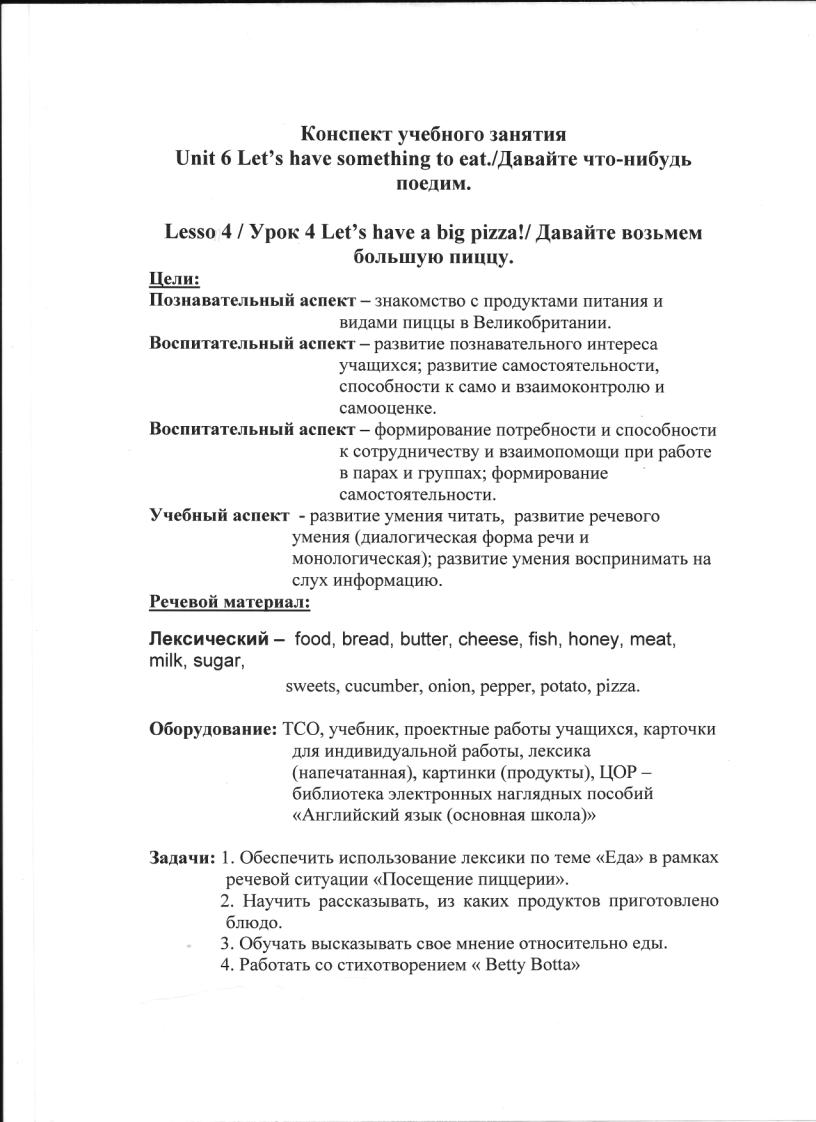 Конспект учебного занятия
Unit 6 Let’s have something to eat./Давайте что-нибудь
поедим.
Lesso 4 / Урок 4 Let’s have a big pizza!/ Давайте возьмем
большую пиццу.
Цели:
Познавательный аспект – знакомство с продуктами питания и
видами пиццы в Великобритании.
Воспитательный аспект – развитие познавательного интереса
учащихся; развитие самостоятельности,
способности к само и взаимоконтролю и
самооценке.
Воспитательный аспект – формирование потребности и способности
к сотрудничеству и взаимопомощи при работе
в парах и группах; формирование
самостоятельности.
Учебный аспект - развитие умения читать, развитие речевого
умения (диалогическая форма речи и
монологическая); развитие умения воспринимать на
слух информацию.
Речевой материал:
Лексический – food, bread, butter, cheese, fish, honey, meat,
milk, sugar,
sweets, cucumber, onion, pepper, potato, pizza.
Оборудование: ТСО, учебник, проектные работы учащихся, карточки
для индивидуальной работы, лексика
(напечатанная), картинки (продукты), ЦОР –
библиотека электронных наглядных пособий
«Английский язык (основная школа)»
Задачи: 1. Обеспечить использование лексики по теме «Еда» в рамках
речевой ситуации «Посещение пиццерии».
2. Научить рассказывать, из каких продуктов приготовлено
блюдо.
3. Обучать высказывать свое мнение относительно еды.
4. Работать со стихотворением « Betty Botta»